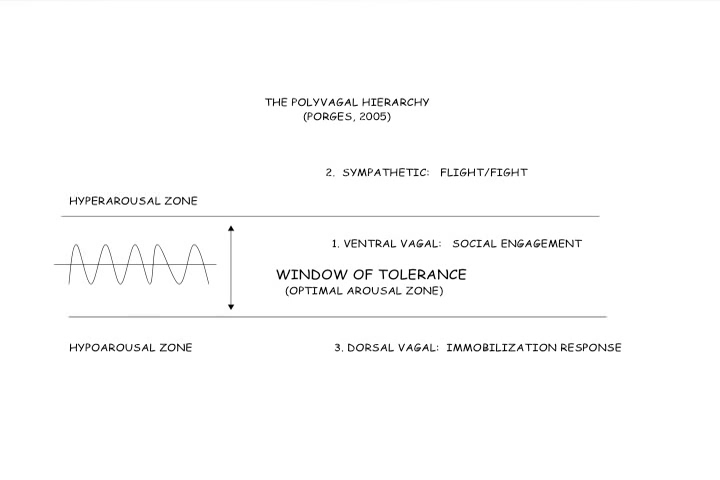 THE POLYVAGAL HIERARCHY
(PORGES, 2005)
2. SYMPATHETIC: FLIGHT/FIGHT
HYPERAROUSAL ZONE
1. VENTRAL VAGAL: SOCIAL ENGAGEMENT
WINDOW OF TOLERANCE
(OPTIMAL AROUSAL ZONE)
HYPOAROUSAL ZONE
3. DORSAL VAGAL: IMMOBILIZATION RESPONSE